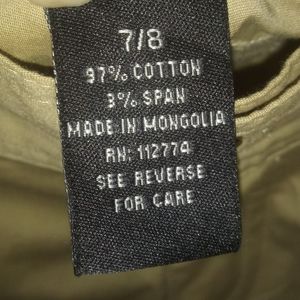 7/8
97% COTTON
3% SPAN
MADE IN MONGOLIA
RN: 112774
SEE REVERSE
FOR CARE